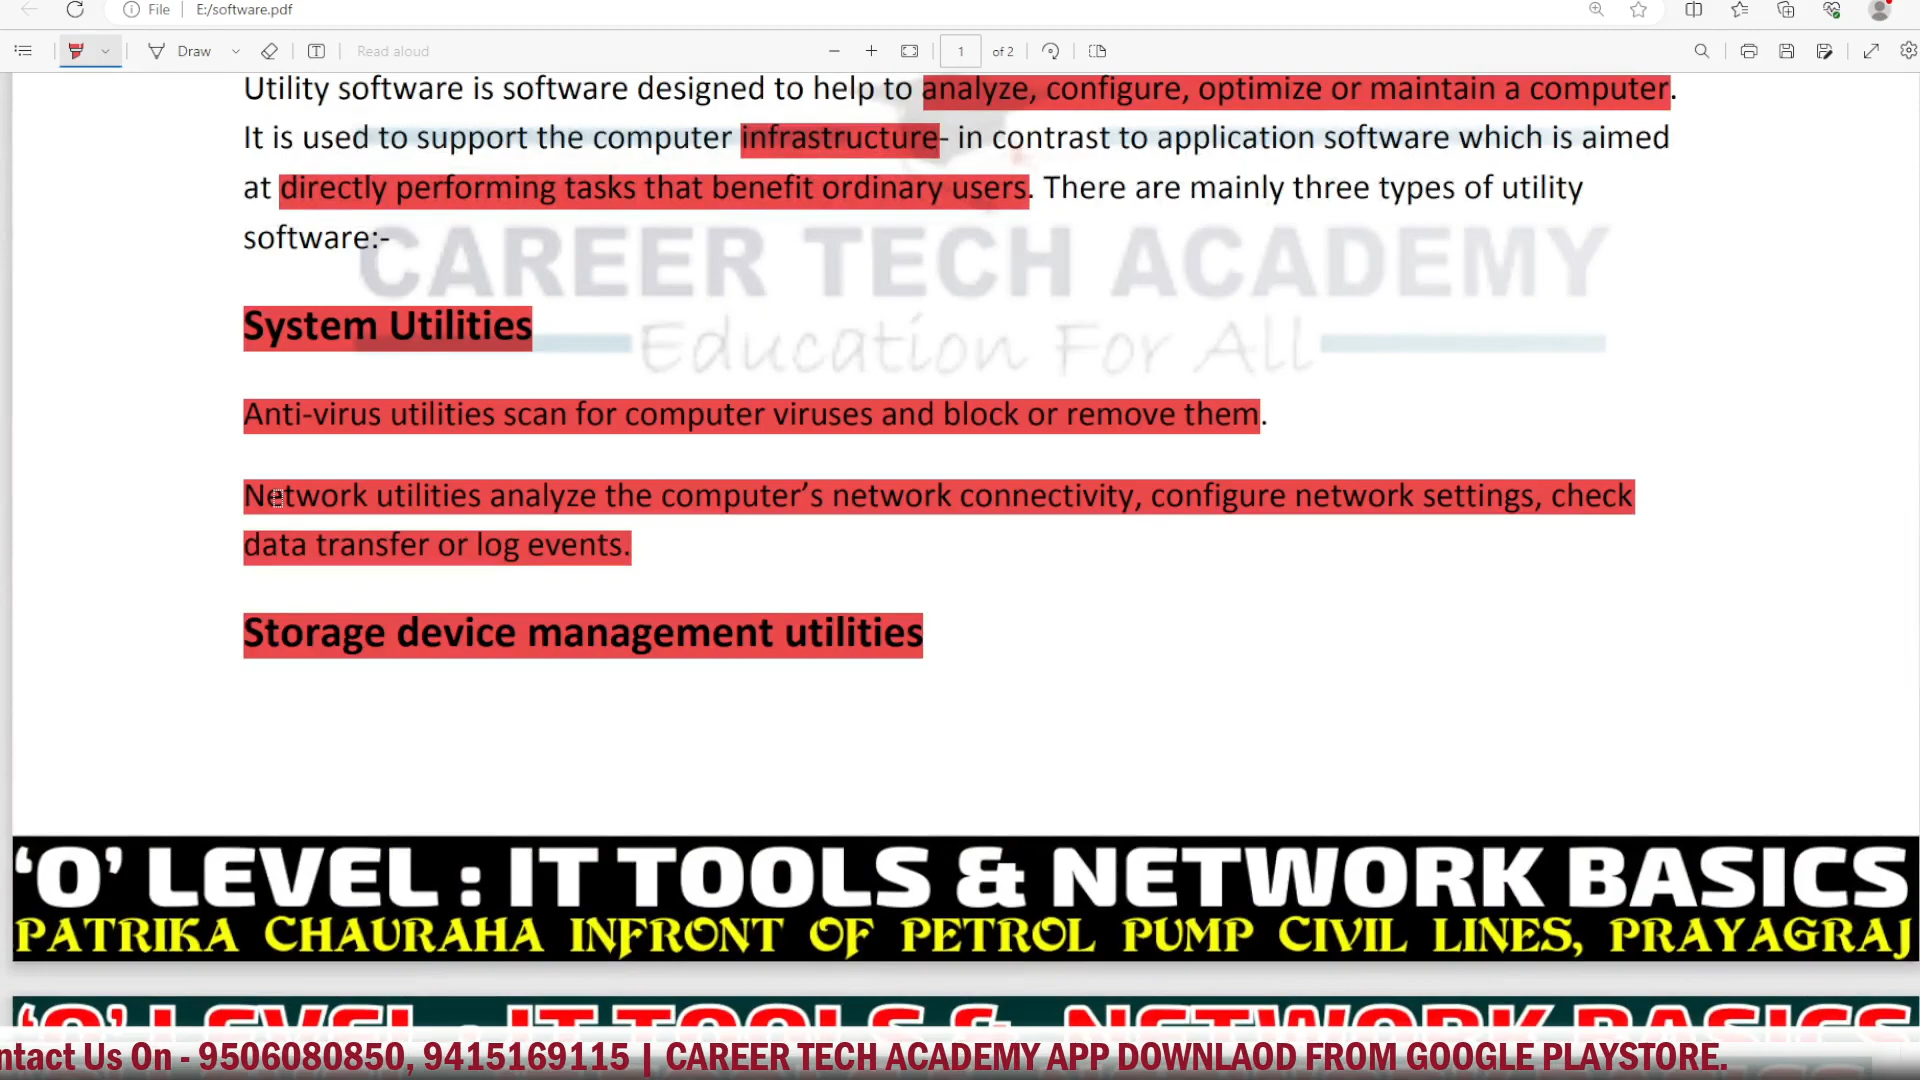 File E:/software.pdf
Draw Read aloud 1 of 2
Utility software is software designed to help to analyze, configure, optimize or maintain a computer.
It is used to support the computer infrastructure- in contrast to application software which is aimed
at directly performing tasks that benefit ordinary users. There are mainly three types of utility
software:-
CAREER TECH ACADEMY
Education For All
System Utilities
Anti-virus utilities scan for computer viruses and block or remove them.
Network utilities analyze the computer’s network connectivity, configure network settings, check
data transfer or log events.
Storage device management utilities
‘O’ LEVEL : IT TOOLS & NETWORK BASICS
PATRIKA CHAURAHA INFRONT OF PETROL PUMP CIVIL LINES, PRAYAGRAJ
‘O’ LEVEL : IT TOOLS & NETWORK BASICS
ntact Us On - 9506080850, 9415169115 | CAREER TECH ACADEMY APP DOWNLAOD FROM GOOGLE PLAYSTORE.